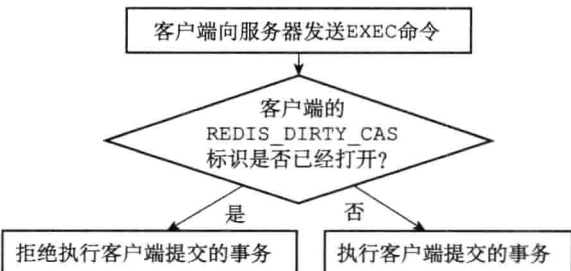 客户端向服务器发送EXEC命令
客户端的
REDIS_DIRTY_CAS
标识是否已经打开?
是
否
拒绝执行客户端提交的事务
执行客户端提交的事务